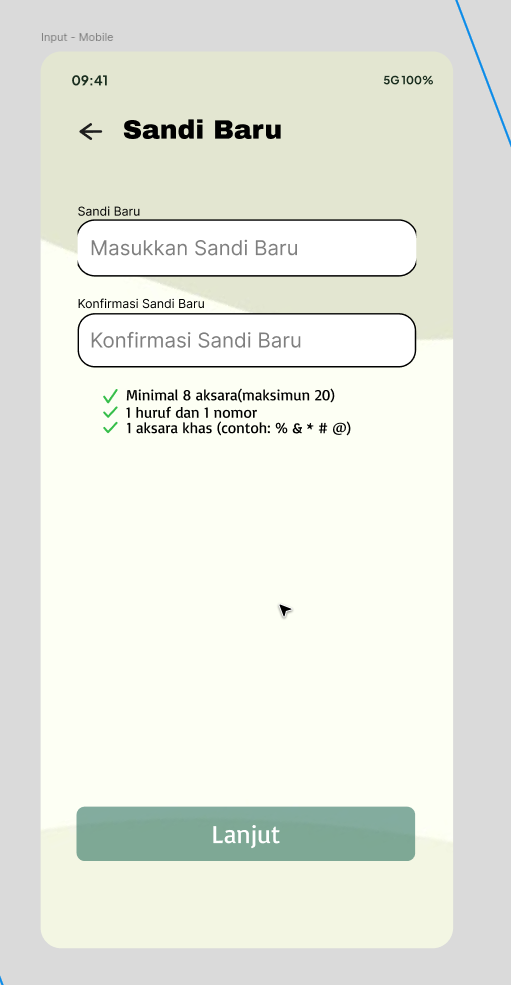 Input - Mobile
09:41
5G 100%
Sandi Baru
Sandi Baru
Masukkan Sandi Baru
Konfirmasi Sandi Baru
Konfirmasi Sandi Baru
Minimal 8 aksara(maksimun 20)
1 huruf dan 1 nomor
1 aksara khas (contoh: % & * # @)
Lanjut